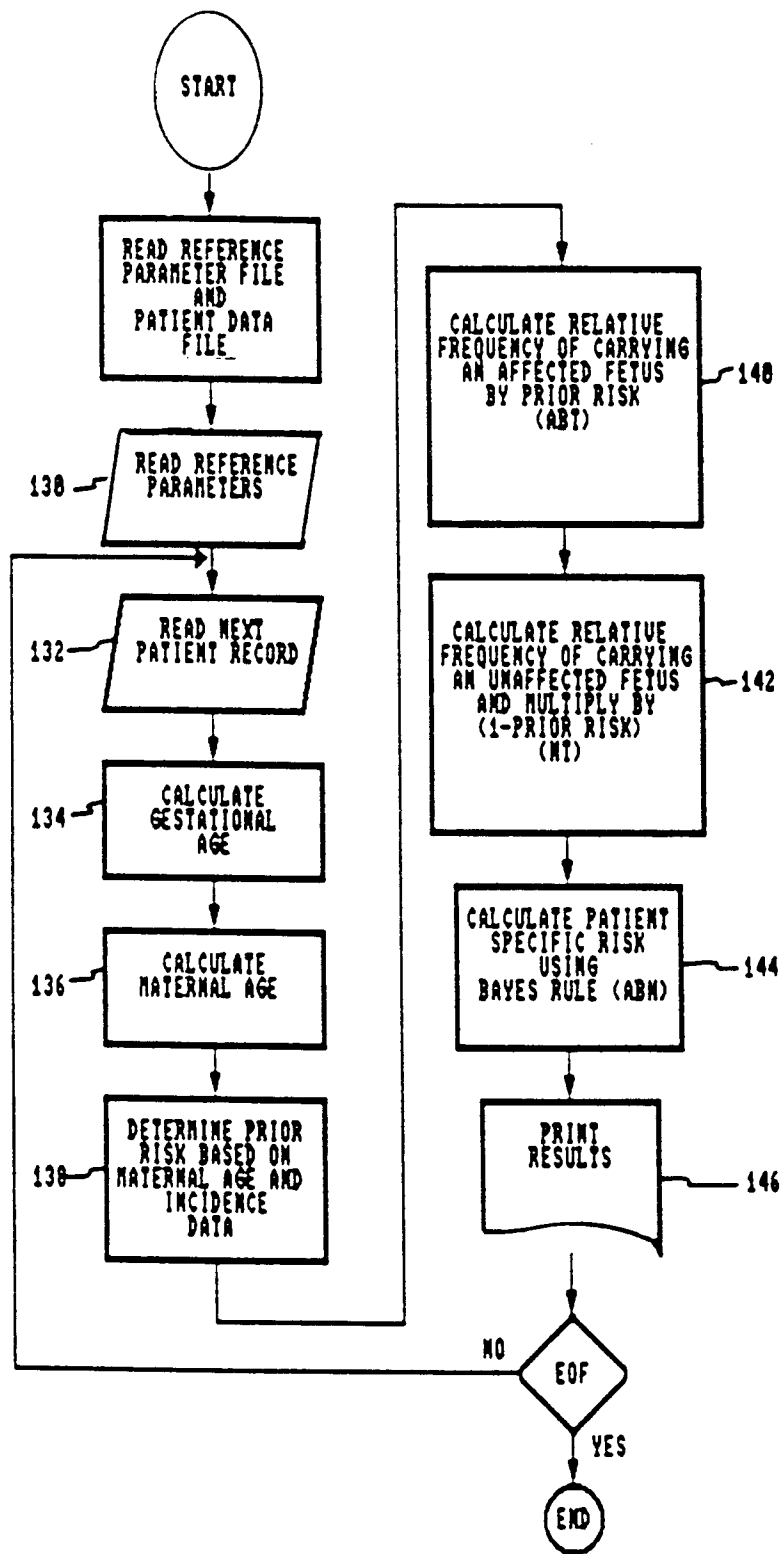 START
READ REFERENCE
PARAMETER FILE
AND
PATIENT DATA
FILE
130
READ REFERENCE
PARAMETERS
132
READ NEXT
PATIENT RECORD
134
CALCULATE
GESTATIONAL
AGE
136
CALCULATE
MATERNAL AGE
138
DETERMINE PRIOR
RISK BASED ON
MATERNAL AGE AND
INCIDENCE
DATA
CALCULATE RELATIVE
FREQUENCY OF CARRYING
AN AFFECTED FETUS
BY PRIOR RISK
(ABT)
140
CALCULATE RELATIVE
FREQUENCY OF CARRYING
AN UNAFFECTED FETUS
AND MULTIPLY BY
(1-PRIOR RISK)
(NT)
142
CALCULATE PATIENT
SPECIFIC RISK
USING
BAYES RULE (ABN)
144
PRINT
RESULTS
146
NO
EOF
YES
END